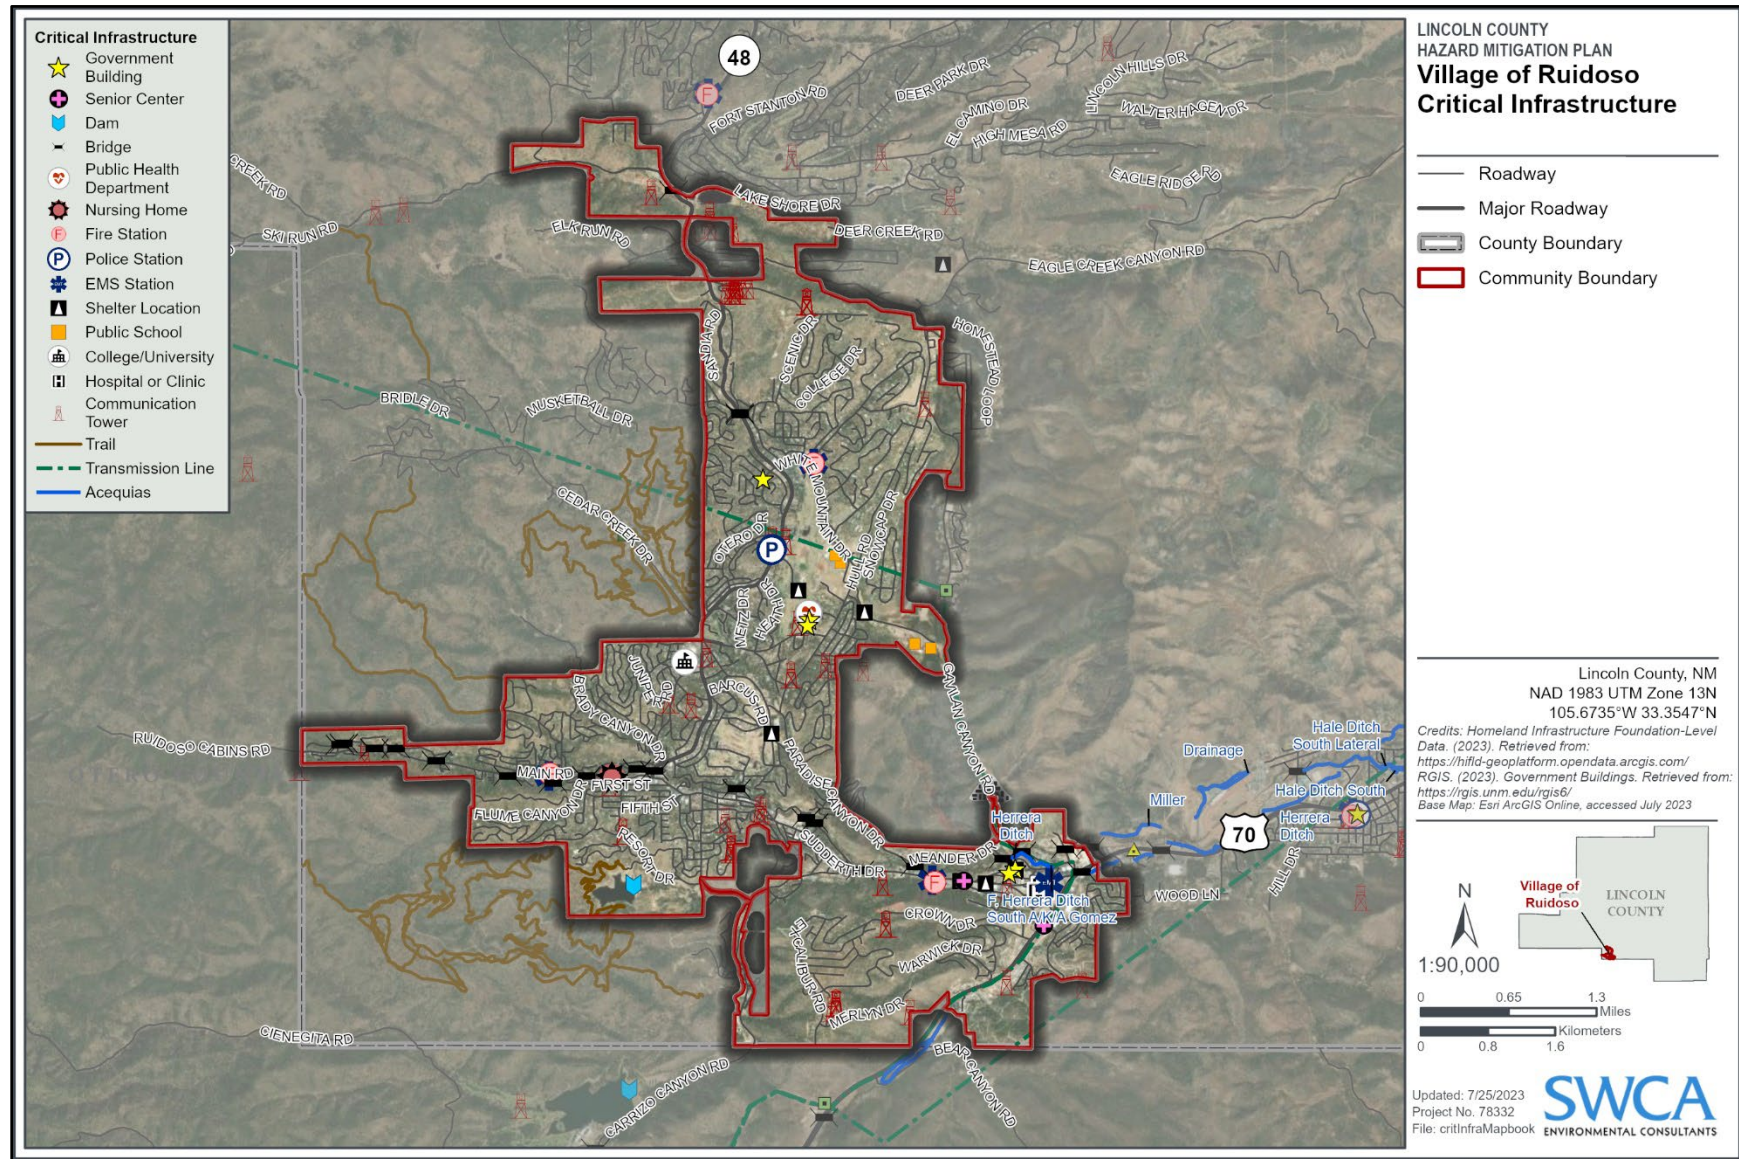 Critical Infrastructure
Government
Building
Senior Center
Dam
Bridge
Public Health
Department
Nursing Home
F
Fire Station
P
Police Station
EMS Station
Shelter Location
Public School
College/University
H
Hospital or Clinic
Communication
Tower
Trail
Transmission Line
Acequias
48
F
FORT STANTON RD
DEER PARK DR
LINCOLN HILLS DR
EL CAMINO DR
WALTER HAGEN DR
HIGH MESA RD
EAGLE RIDGE RD
CREEK RD
SKI RUN RD
ELK RUN RD
LAKE SHORE DR
DEER CREEK RD
EAGLE CREEK CANYON RD
SANDIA RD
SCENIC DR
COLLEGE DR
HOMESTEAD LOOP
BRIDLE DR
MUSKETBALL DR
WHITE MOUNTAIN DR
CEDAR CREEK DR
OTERO DR
P
HULL RD
SNOWCAP DR
METZ DR
HEATH DR
JUNIPER RD
BRADY CANYON DR
BARCUS RD
GAVILAN CANYON RD
RUIDOSO CABINS RD
MAIN RD
FIRST ST
PARADISE CANYON DR
FLUME CANYON DR
FIFTH ST
RESORT DR
SUDDERTH DR
MEANDER DR
Herrera
Ditch
Miller
Drainage
Hale Ditch
South Lateral
Hale Ditch South
Herrera
Ditch
70
HILL DR
WOOD LN
F
F. Herrera Ditch
South A/K/A Gomez
CROWN DR
WARWICK DR
EXCALIBUR RD
MERLYN DR
CIENEGITA RD
CARRIZO CANYON RD
BEAR CANYON RD
LINCOLN COUNTY
HAZARD MITIGATION PLAN
Village of Ruidoso
Critical Infrastructure
Roadway
Major Roadway
County Boundary
Community Boundary
Lincoln County, NM
NAD 1983 UTM Zone 13N
105.6735°W 33.3547°N
Credits: Homeland Infrastructure Foundation-Level
Data. (2023). Retrieved from:
https://hifld-geoplatform.opendata.arcgis.com/
RGIS. (2023). Government Buildings. Retrieved from:
https://rgis.unm.edu/rgis6/
Base Map: Esri ArcGIS Online, accessed July 2023
N
1:90,000
Village of
Ruidoso
LINCOLN
COUNTY
0 0.65 1.3
Miles
Kilometers
0 0.8 1.6
Updated: 7/25/2023
Project No. 78332
File: critInfraMapbook
SWCA
ENVIRONMENTAL CONSULTANTS